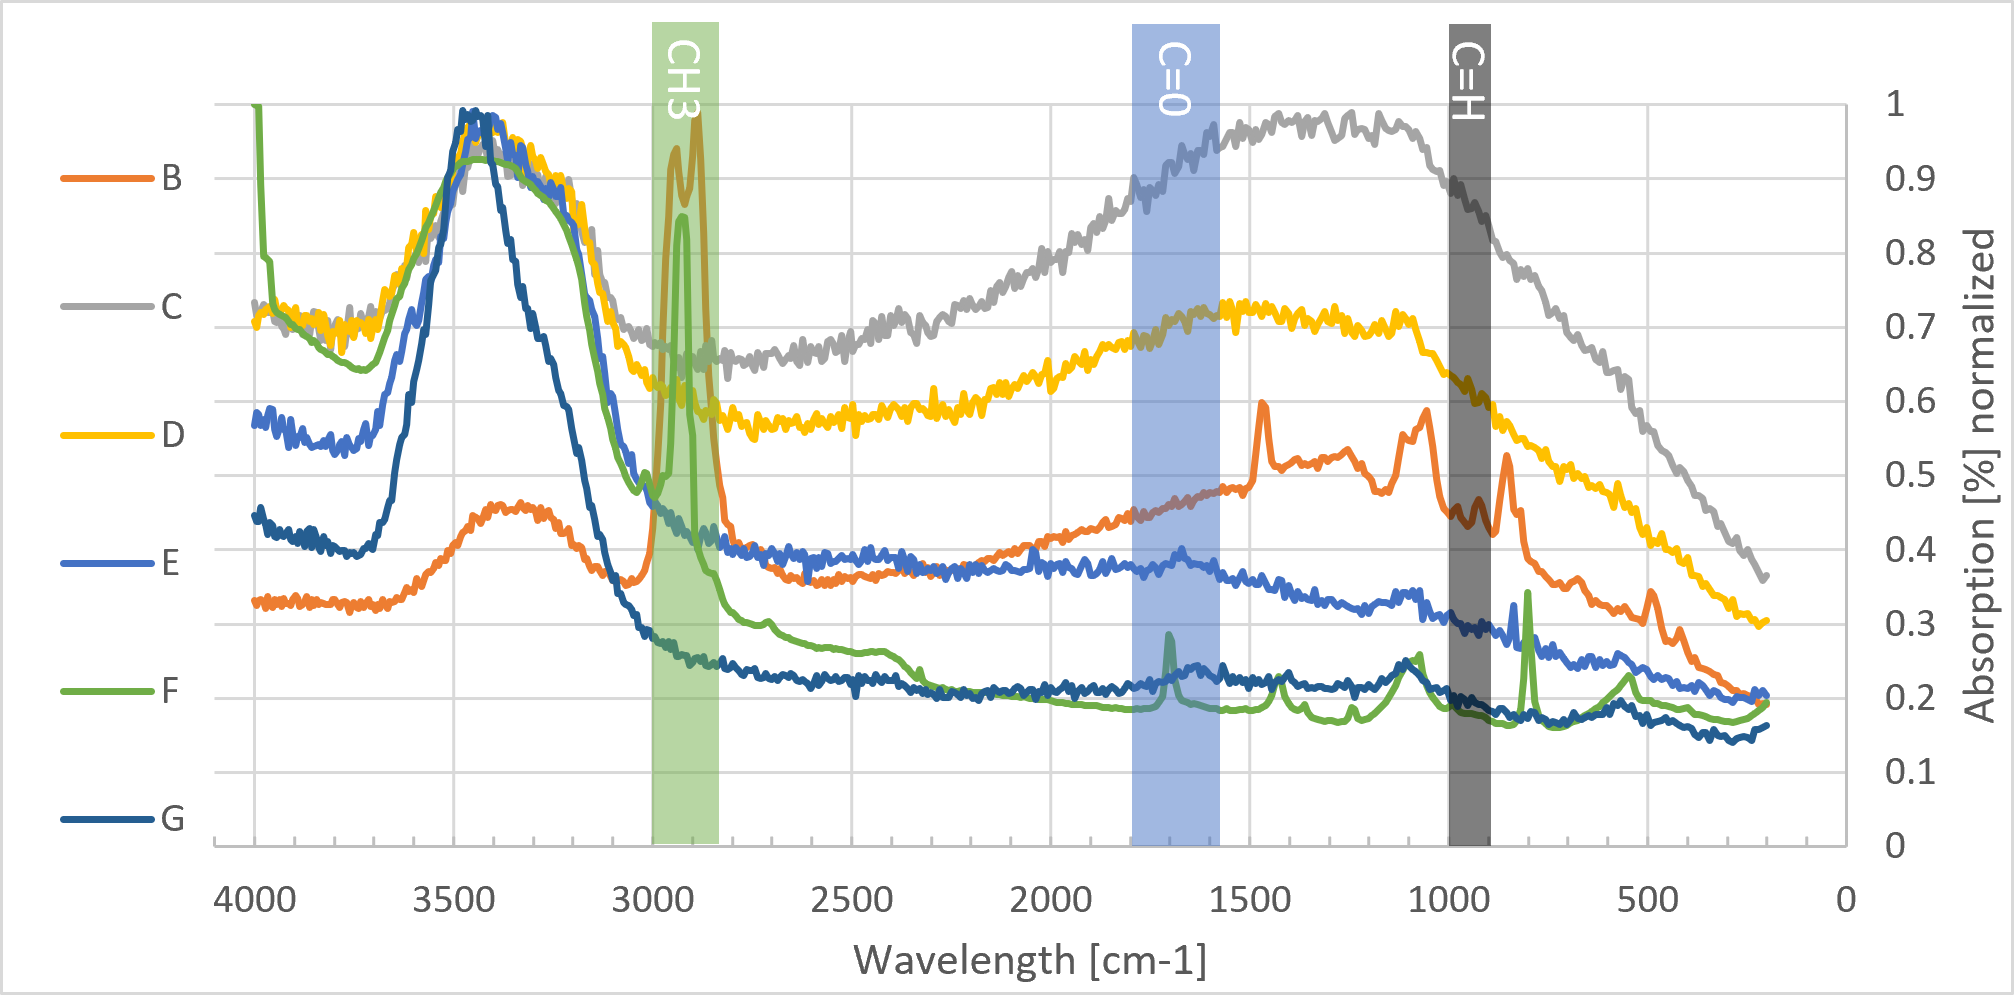 CH3
C=0
C=H
B
C
D
E
F
G
1
0.9
0.8
0.7
0.6
0.5
0.4
0.3
0.2
0.1
0
Absorption [%] normalized
4000 3500 3000 2500 2000 1500 1000 500 0
Wavelength [cm-1]